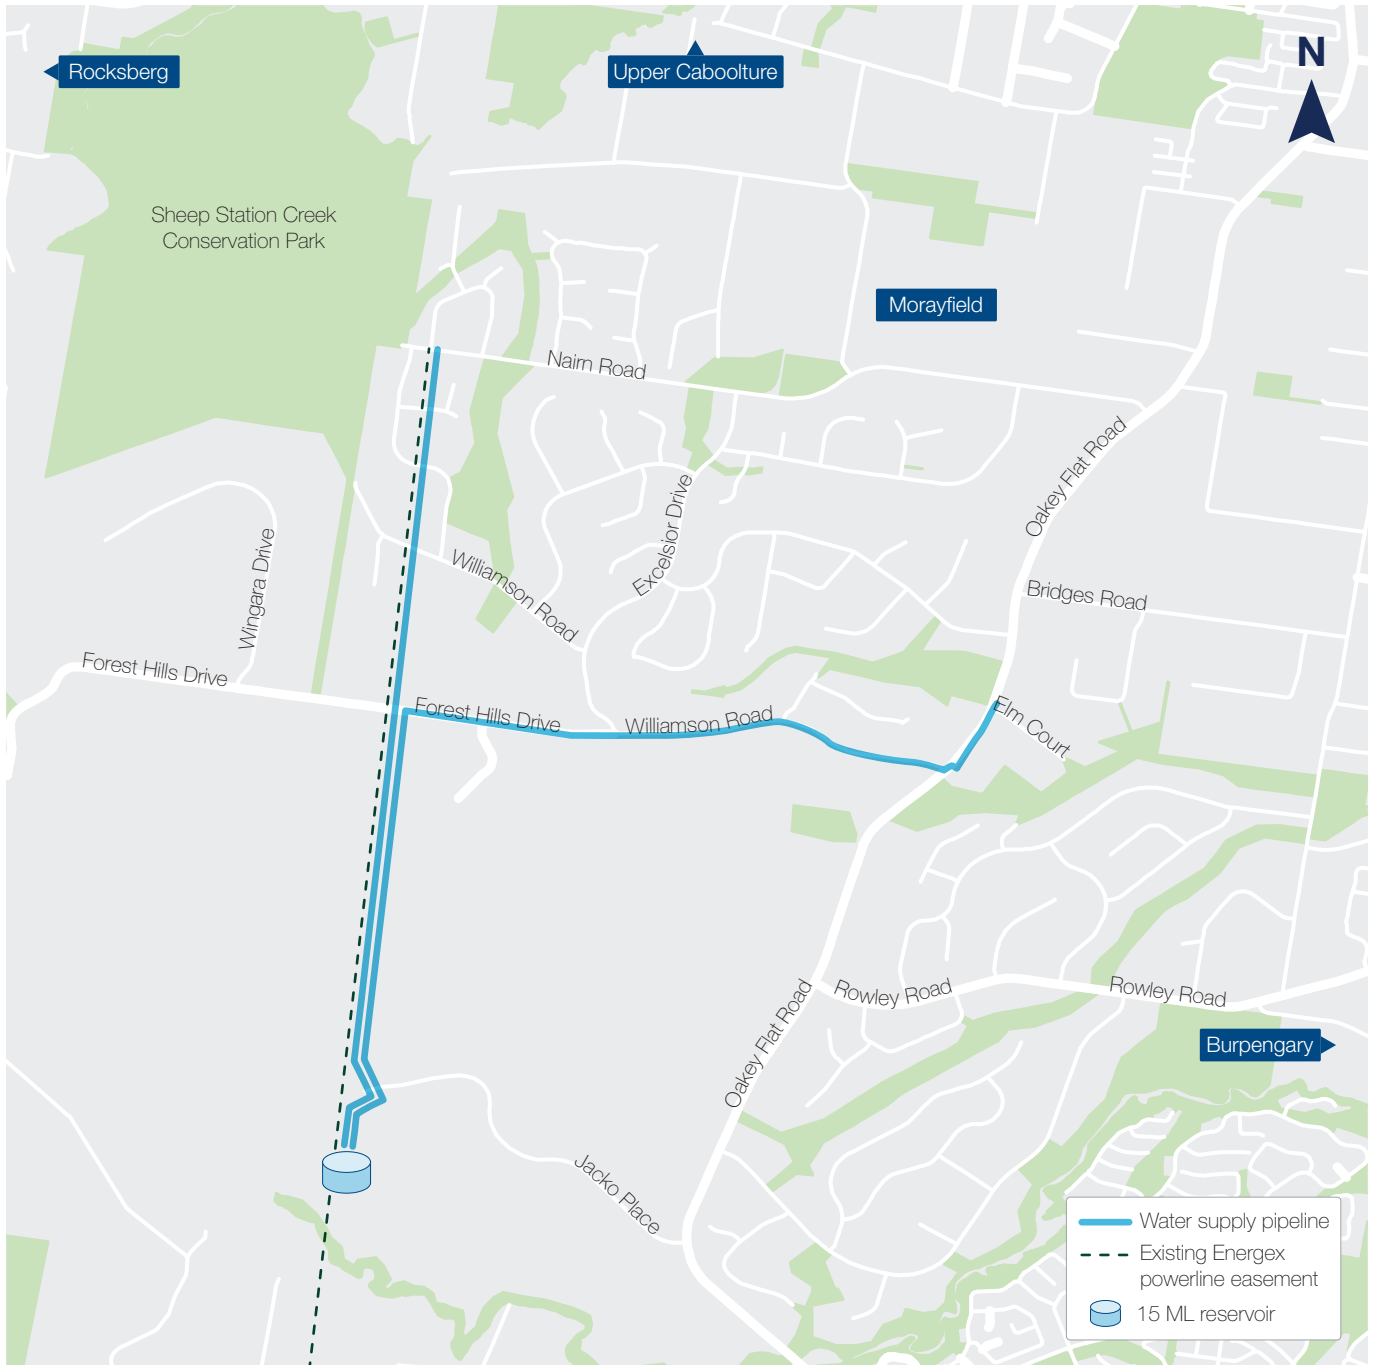 Rocksberg
Upper Caboolture
N
Sheep Station Creek
Conservation Park
Morayfield
Nairn Road
Oakey Flat Road
Excelsior Drive
Wingara Drive
Williamson Road
Bridges Road
Forest Hills Drive
Forest Hills Drive
Williamson Road
Elm Court
Rowley Road
Rowley Road
Oakey Flat Road
Burpengary
Jacko Place
Water supply pipeline
Existing Energex
powerline easement
15 ML reservoir